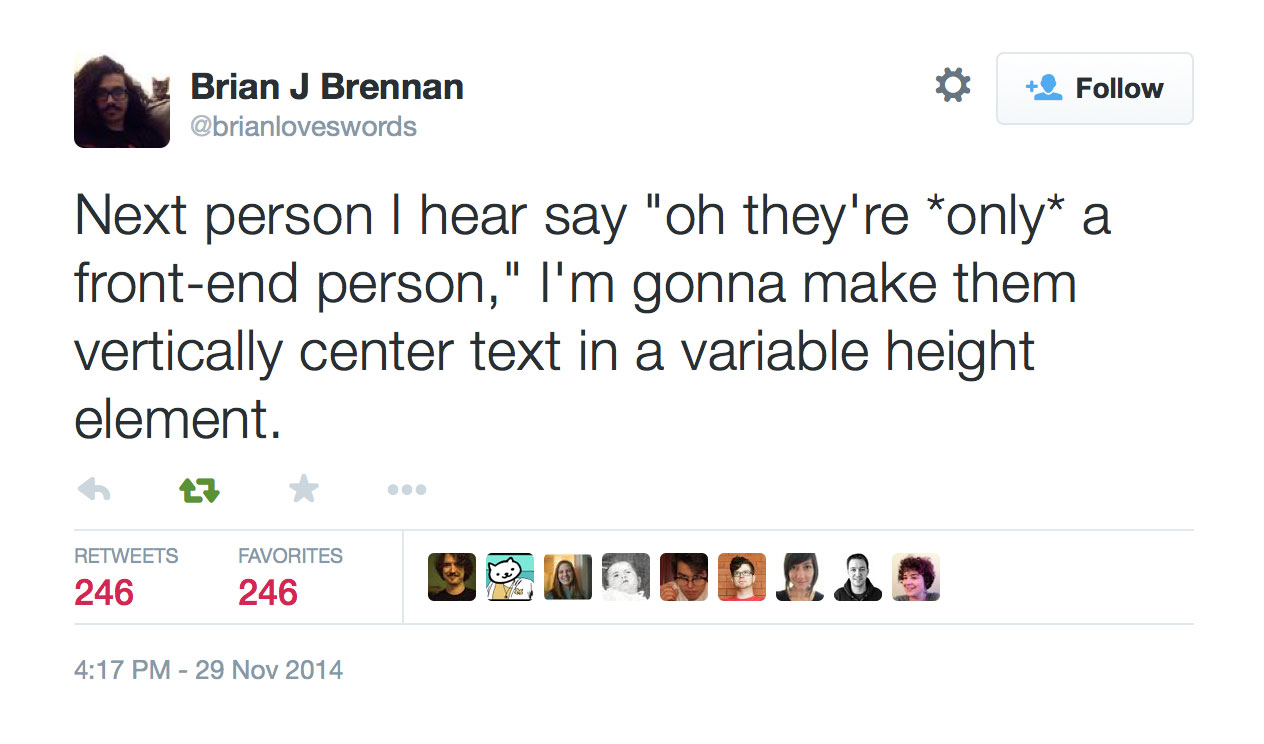 Brian J Brennan
@brianloveswords
Follow
Next person I hear say "oh they're *only* a
front-end person," I'm gonna make them
vertically center text in a variable height
element.
RETWEETS FAVORITES
246 246
4:17 PM - 29 Nov 2014